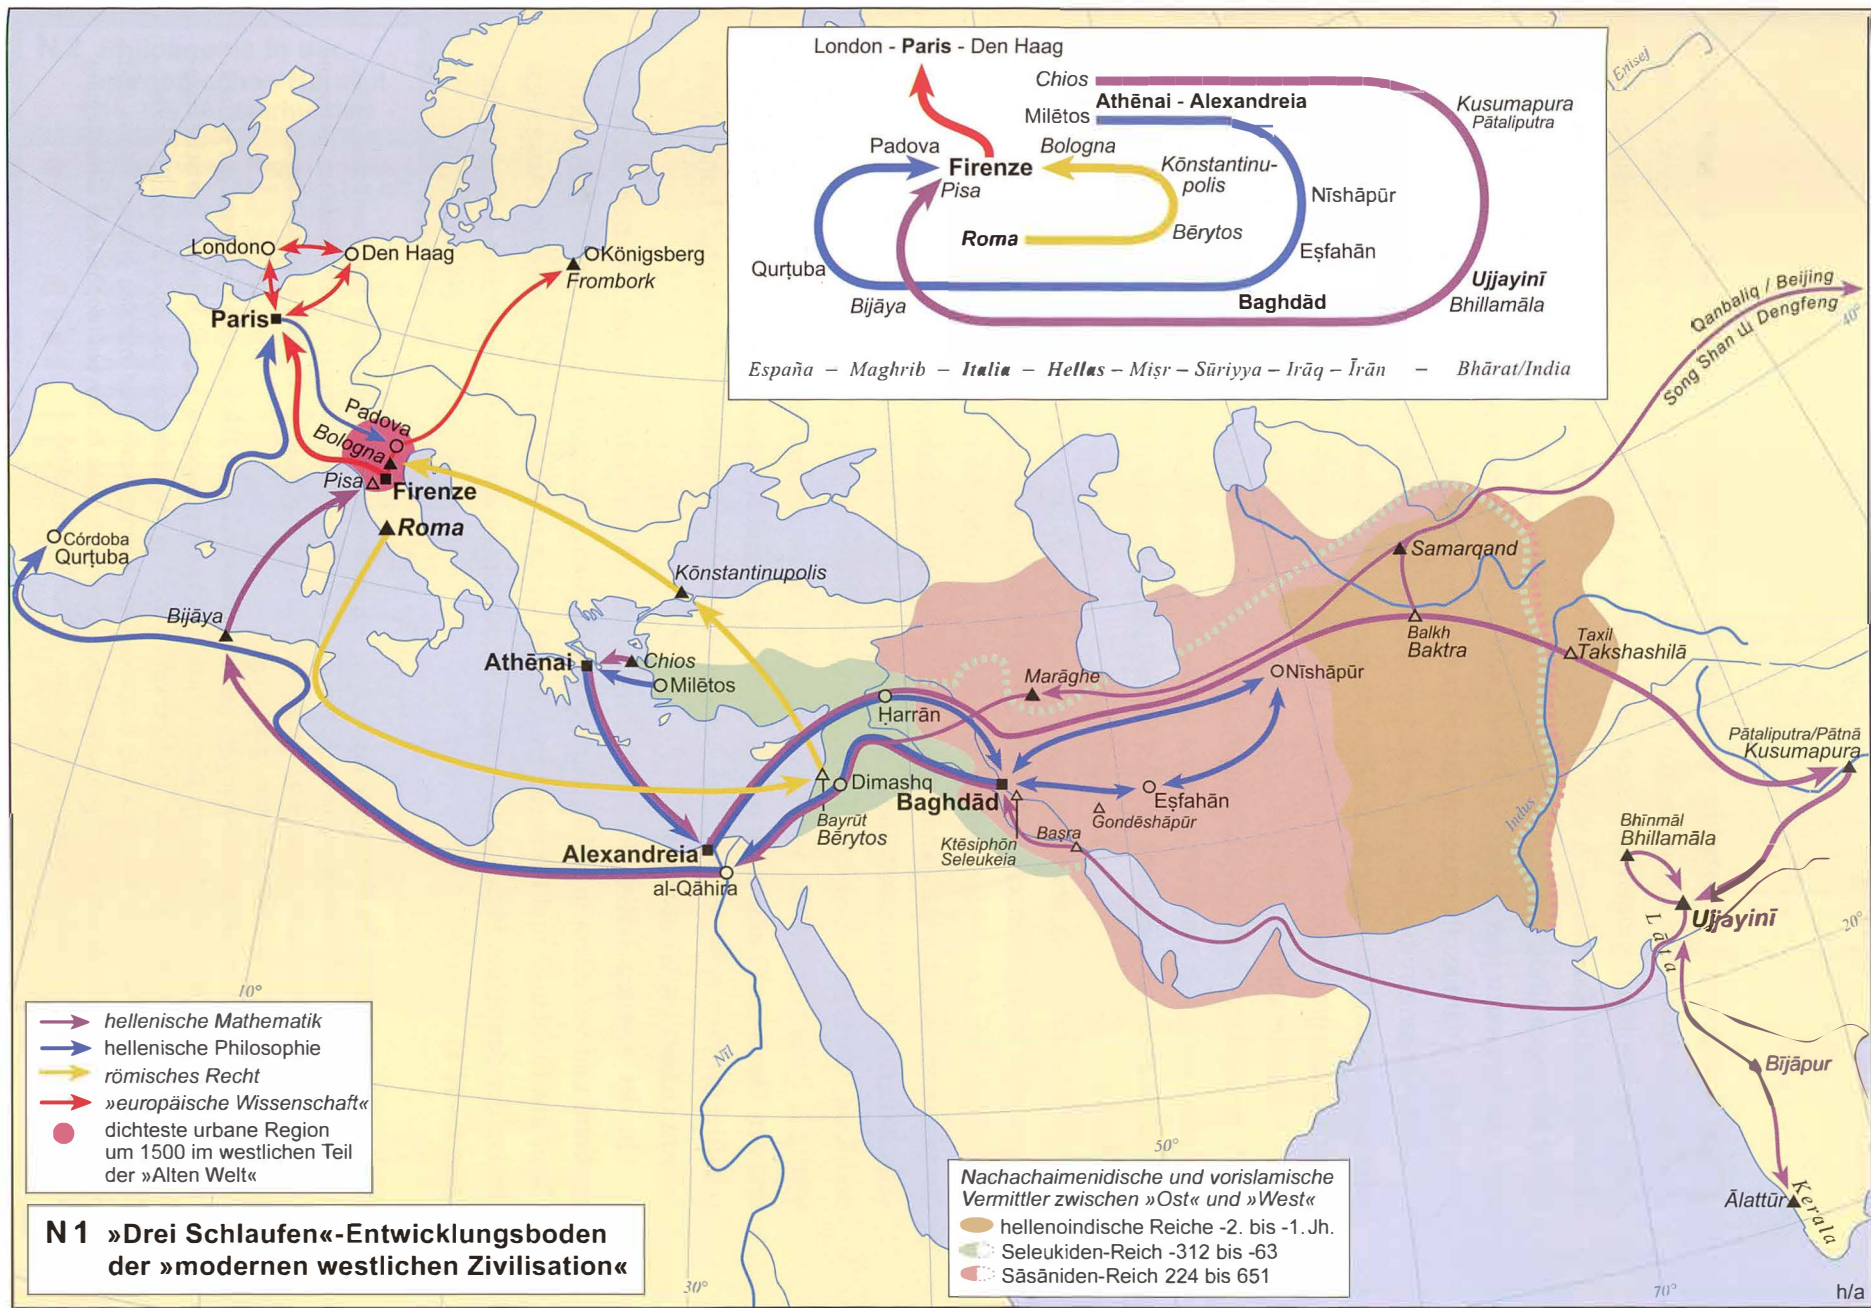 London - Paris - Den Haag
Chios
Athēnai - Alexandreia
Milētos
Kusumapura
Pātaliputra
Padova
Bologna
Firenze
Pisa
Kōnstantinu-
polis
Nīshāpūr
Roma
Bērytos
Eṣfahān
Qurṭuba
Bijāya
Baghdād
Ujjayinī
Bhillamāla
España – Maghrib – Italia – Hellas – Miṣr – Sūriyya – Irāq – Īrān – Bhārat/India
Enisej
Qanbaliq / Beijing
Song Shan Ш Dengfeng
40°
London
Den Haag
Königsberg
Frombork
Paris
Padova
Bologna
Pisa
Firenze
Roma
Córdoba
Qurṭuba
Bijāya
Kōnstantinupolis
Athēnai
Chios
Milētos
Ḥarrān
Marāghe
Nīshāpūr
Samarqand
Balkh
Baktra
Taxil
Takshashilā
Pātaliputra/Pātnā
Kusumapura
Dimashq
Baghdād
Eṣfahān
Gondēshāpūr
Bayrūt
Bērytos
Ktēsiphōn
Seleukeia
Baṣra
Indus
Bhīnmāl
Bhillamāla
Alexandreia
al-Qāhira
Ujjayinī
Lāta
20°
Nīl
Bījāpur
Ālattūr
Kerala
10°
30°
50°
70°
h/a
hellenische Mathematik
hellenische Philosophie
römisches Recht
»europäische Wissenschaft«
dichteste urbane Region
um 1500 im westlichen Teil
der »Alten Welt«
N 1 »Drei Schlaufen«-Entwicklungsboden
der »modernen westlichen Zivilisation«
Nachachaimenidische und vorislamische
Vermittler zwischen »Ost« und »West«
hellenoindische Reiche -2. bis -1. Jh.
Seleukiden-Reich -312 bis -63
Sāsāniden-Reich 224 bis 651